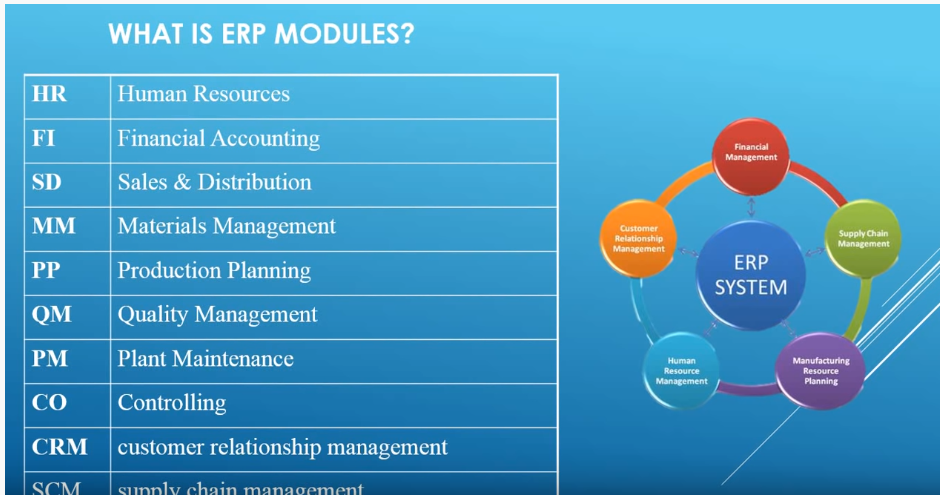 WHAT IS ERP MODULES?
HR Human Resources
FI Financial Accounting
SD Sales & Distribution
MM Materials Management
PP Production Planning
QM Quality Management
PM Plant Maintenance
CO Controlling
CRM customer relationship management
SCM supply chain management
Financial
Management
Customer
Relationship
Management
Supply Chain
Management
ERP
SYSTEM
Human
Resource
Management
Manufacturing
Resource
Planning